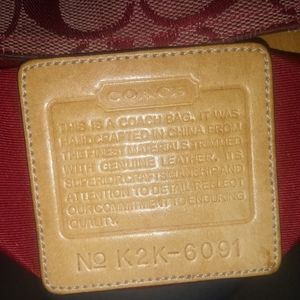 COACH
THIS IS A COACH BAG. IT WAS
HANDCRAFTED IN CHINA FROM
THE FINEST MATERIALS TRIMMED
WITH GENUINE LEATHER. ITS
SUPERIOR CRAFTSMANSHIP AND
ATTENTION TO DETAIL REFLECT
OUR COMMITMENT TO ENDURING
QUALITY.
No K2K-6091